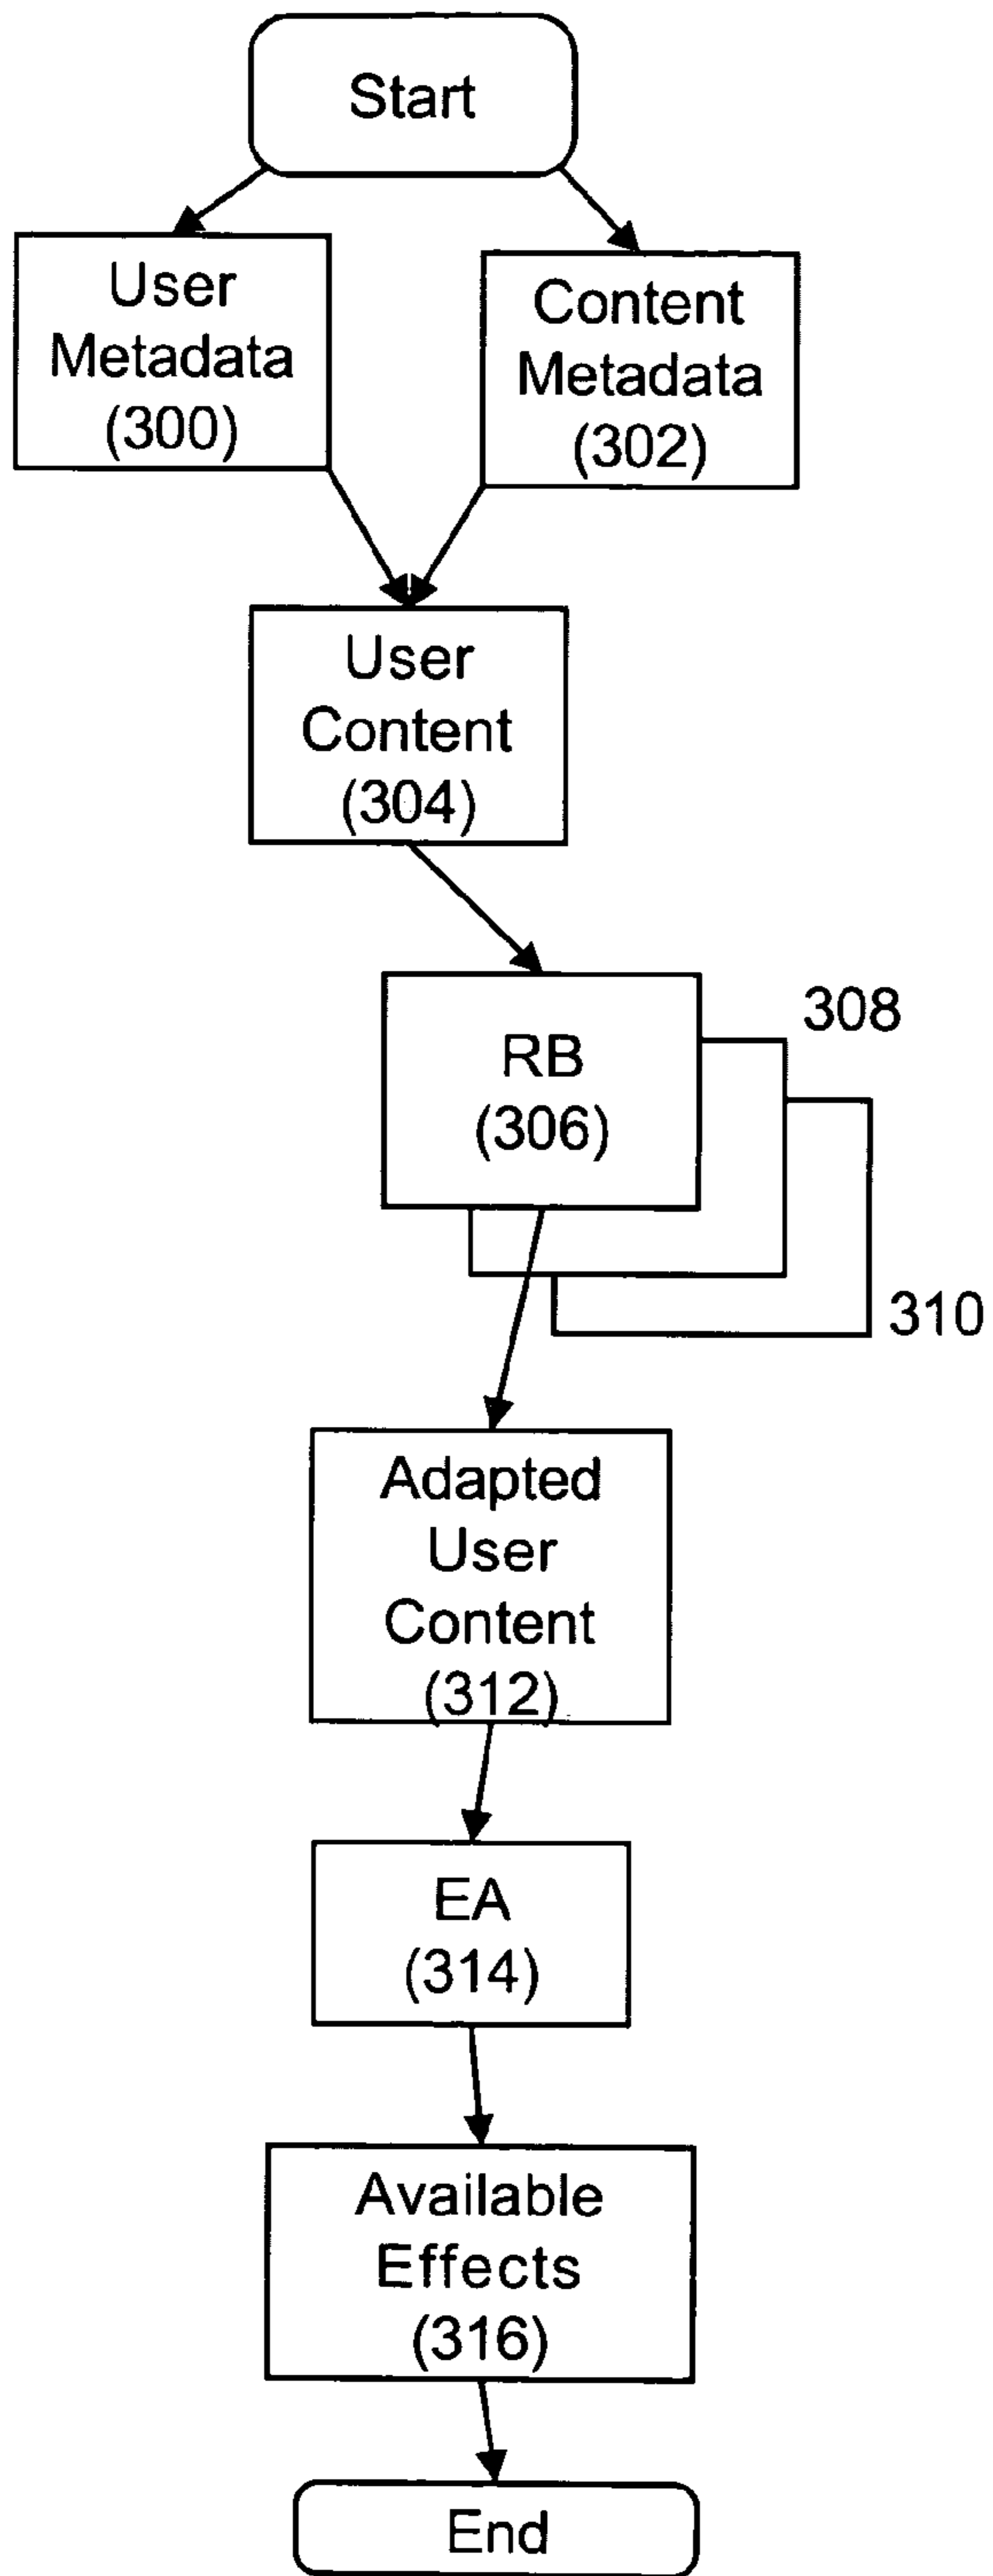 Start
User
Metadata
(300)
Content
Metadata
(302)
User
Content
(304)
RB
(306)
308
310
Adapted
User
Content
(312)
EA
(314)
Available
Effects
(316)
End